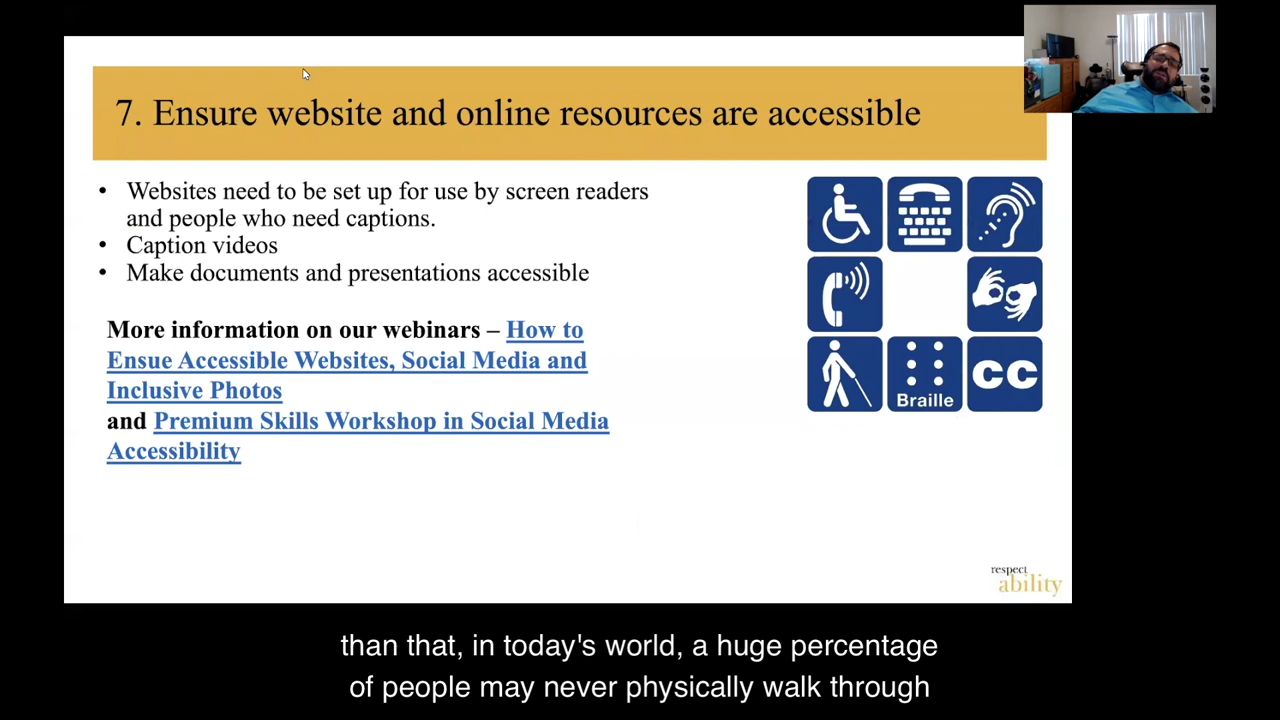 7. Ensure website and online resources are accessible
• Websites need to be set up for use by screen readers
and people who need captions.
• Caption videos
• Make documents and presentations accessible
More information on our webinars – How to
Ensue Accessible Websites, Social Media and
Inclusive Photos
and Premium Skills Workshop in Social Media
Accessibility
Braille
CC
respect
ability
than that, in today's world, a huge percentage
of people may never physically walk through